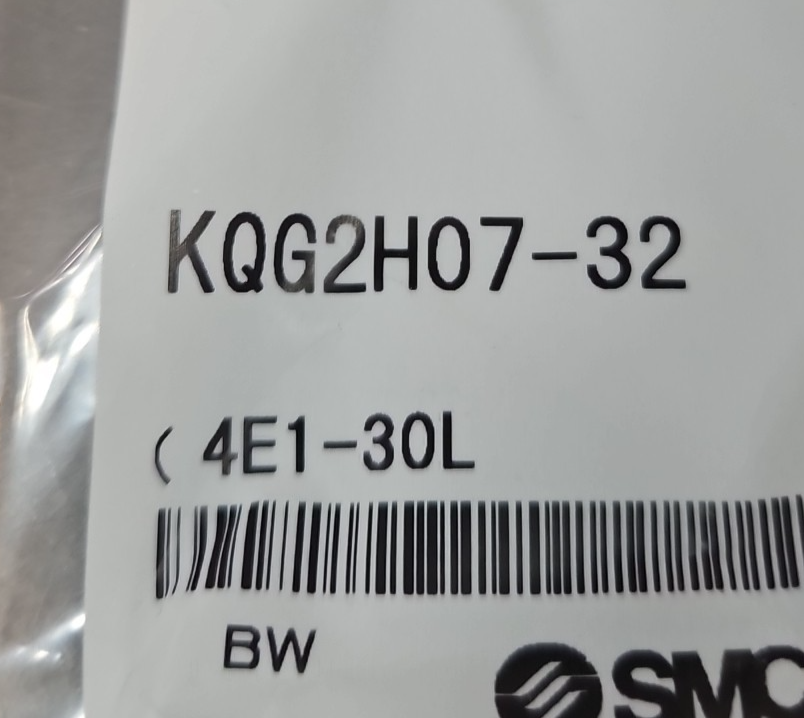 KQG2H07-32
( 4E1-30L
BW
SMC